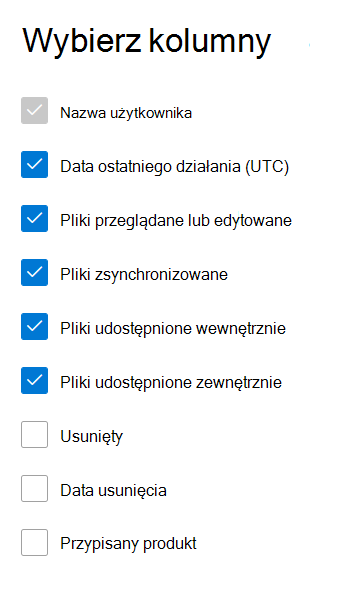 Wybierz kolumny
Nazwa użytkownika
Data ostatniego działania (UTC)
Pliki przeglądane lub edytowane
Pliki zsynchronizowane
Pliki udostępnione wewnętrznie
Pliki udostępnione zewnętrznie
Usunięty
Data usunięcia
Przypisany produkt